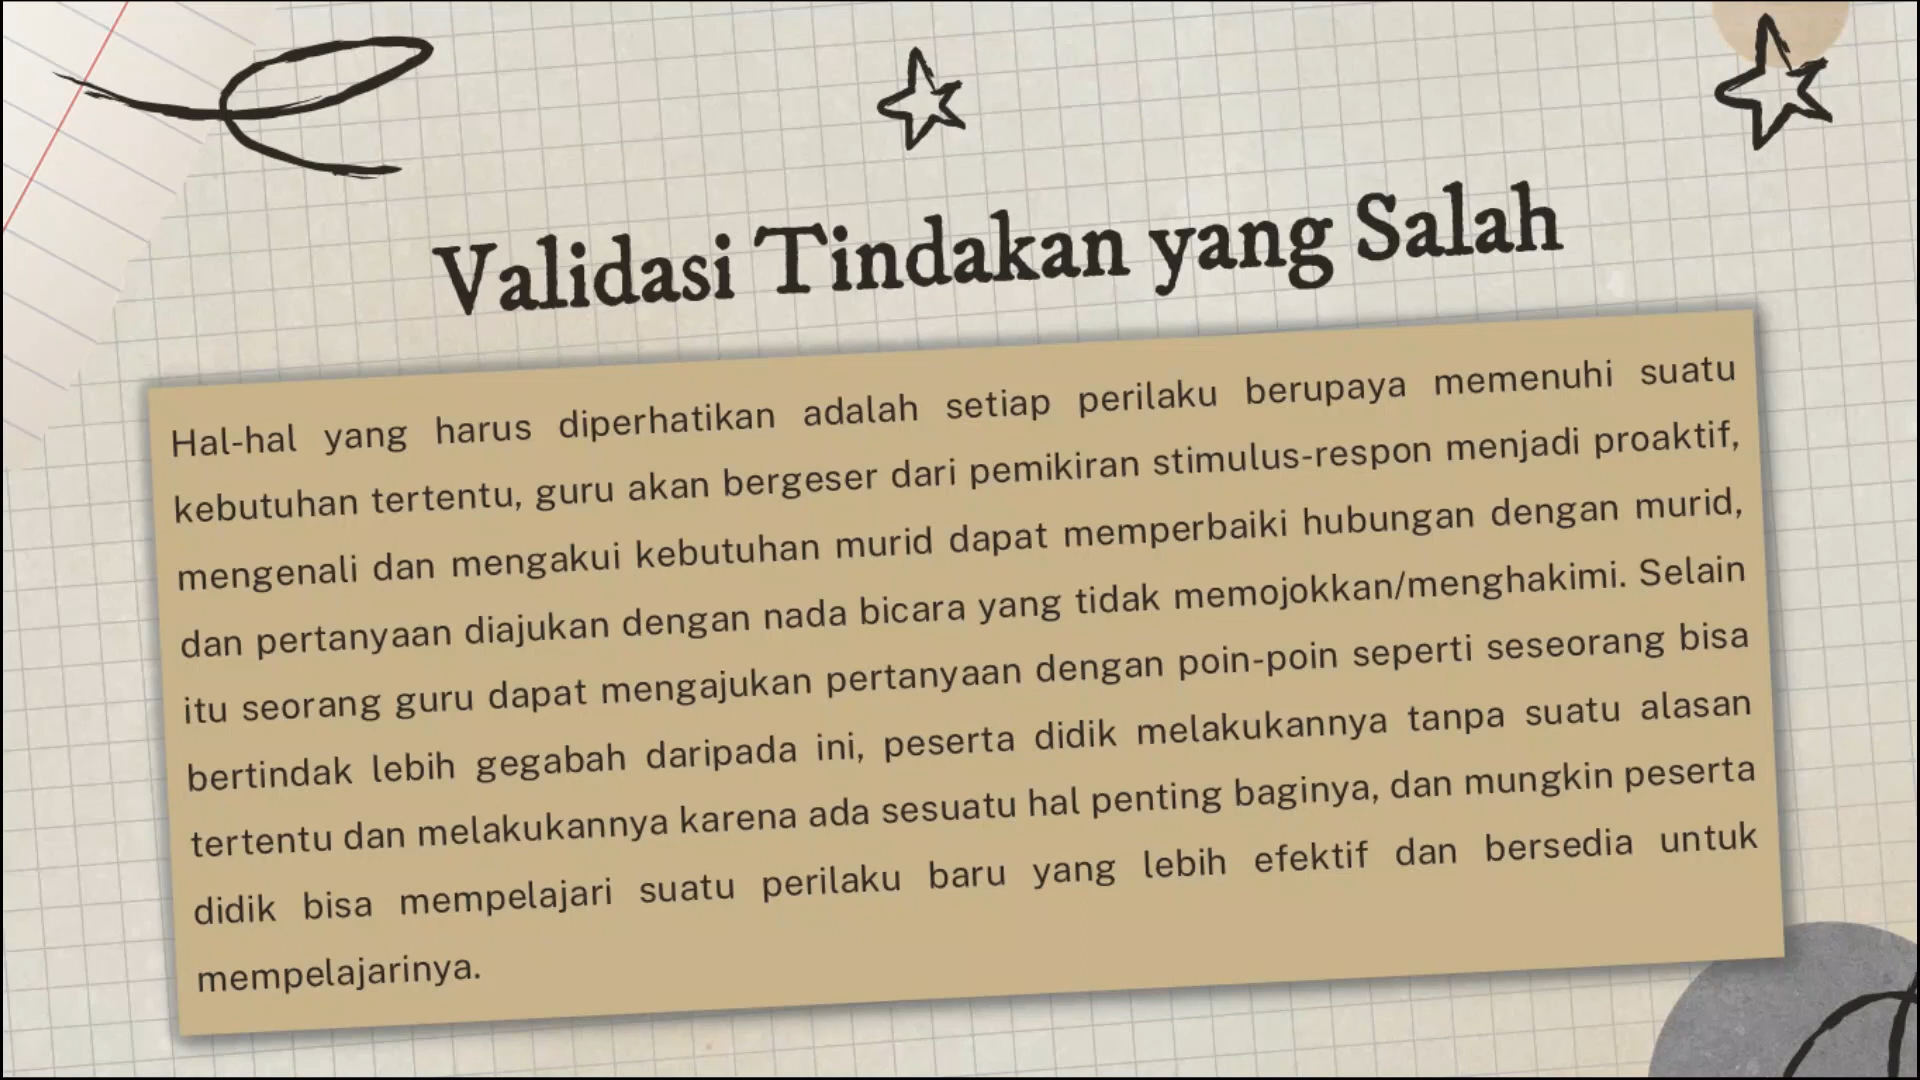 Validasi Tindakan yang Salah
Hal-hal yang harus diperhatikan adalah setiap perilaku berupaya memenuhi suatu
kebutuhan tertentu, guru akan bergeser dari pemikiran stimulus-respon menjadi proaktif,
mengenali dan mengakui kebutuhan murid dapat memperbaiki hubungan dengan murid,
dan pertanyaan diajukan dengan nada bicara yang tidak memojokkan/menghakimi. Selain
itu seorang guru dapat mengajukan pertanyaan dengan poin-poin seperti seseorang bisa
bertindak lebih gegabah daripada ini, peserta didik melakukannya tanpa suatu alasan
tertentu dan melakukannya karena ada sesuatu hal penting baginya, dan mungkin peserta
didik bisa mempelajari suatu perilaku baru yang lebih efektif dan bersedia untuk
mempelajarinya.